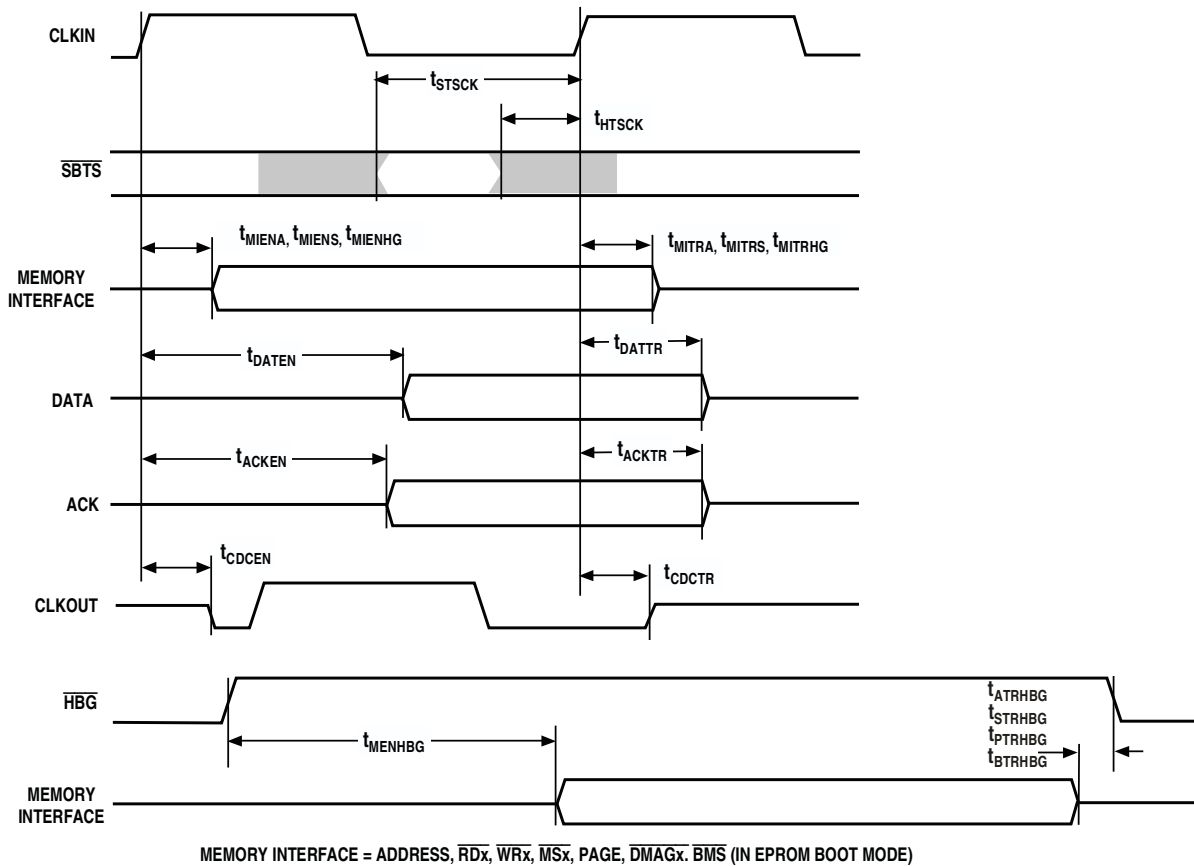 CLKIN
tSTSCK
tHTSCK
SBTS
tMIENA, tMIENS, tMIENHG
tMITRA, tMITRS, tMITRHG
MEMORY
INTERFACE
tDATEN
tDATTR
DATA
tACKEN
tACKTR
ACK
tCDCEN
tCDCTR
CLKOUT
HBG
tMENHBG
tATRHBG
tSTRHBG
tPTRHBG
tBTRHBG
MEMORY
INTERFACE
MEMORY INTERFACE = ADDRESS, RDx, WRx, MSx, PAGE, DMAGx. BMS (IN EPROM BOOT MODE)